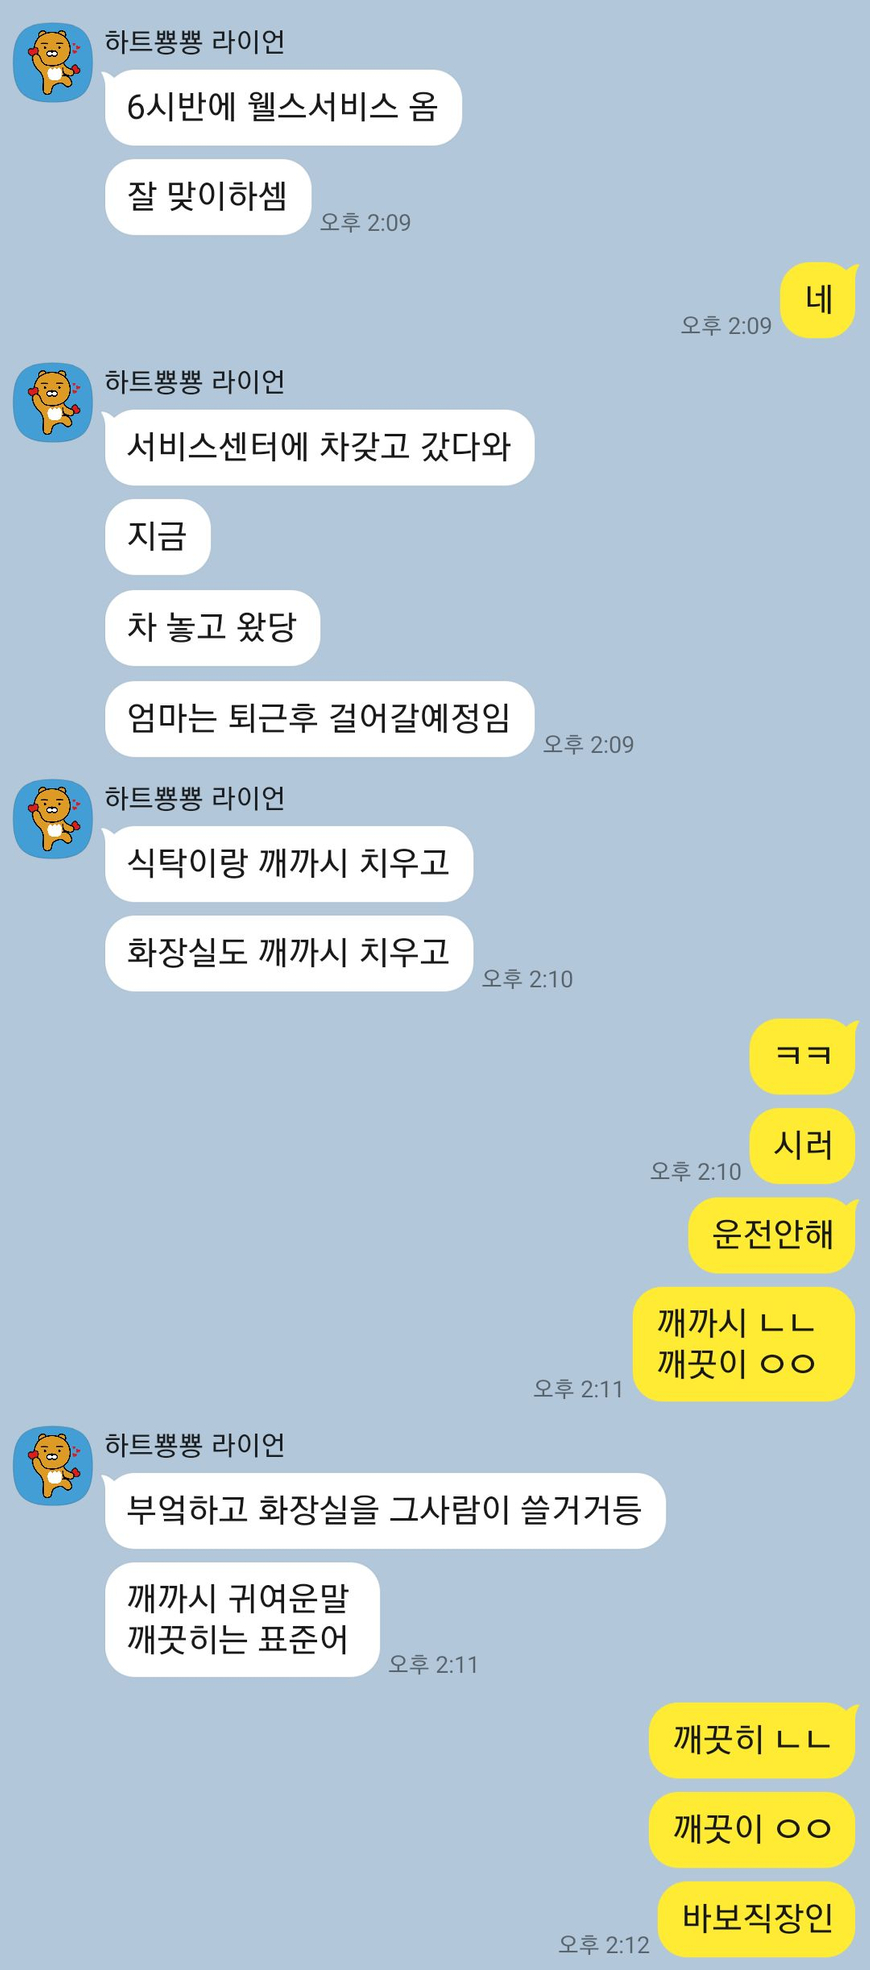 하트뿅뿅 라이언
6시반에 웰스서비스 옴
잘 맞이하셈
오후 2:09
네
오후 2:09
하트뿅뿅 라이언
서비스센터에 차갖고 갔다와
지금
차 놓고 왔당
엄마는 퇴근후 걸어갈예정임
오후 2:09
하트뿅뿅 라이언
식탁이랑 깨까시 치우고
화장실도 깨까시 치우고
오후 2:10
ㅋㅋ
시러
오후 2:10
운전안해
깨까시 ㄴㄴ
깨끗이 ㅇㅇ
오후 2:11
하트뿅뿅 라이언
부엌하고 화장실을 그사람이 쓸거거등
깨까시 귀여운말
깨끗히는 표준어
오후 2:11
깨끗히 ㄴㄴ
깨끗이 ㅇㅇ
바보직장인
오후 2:12